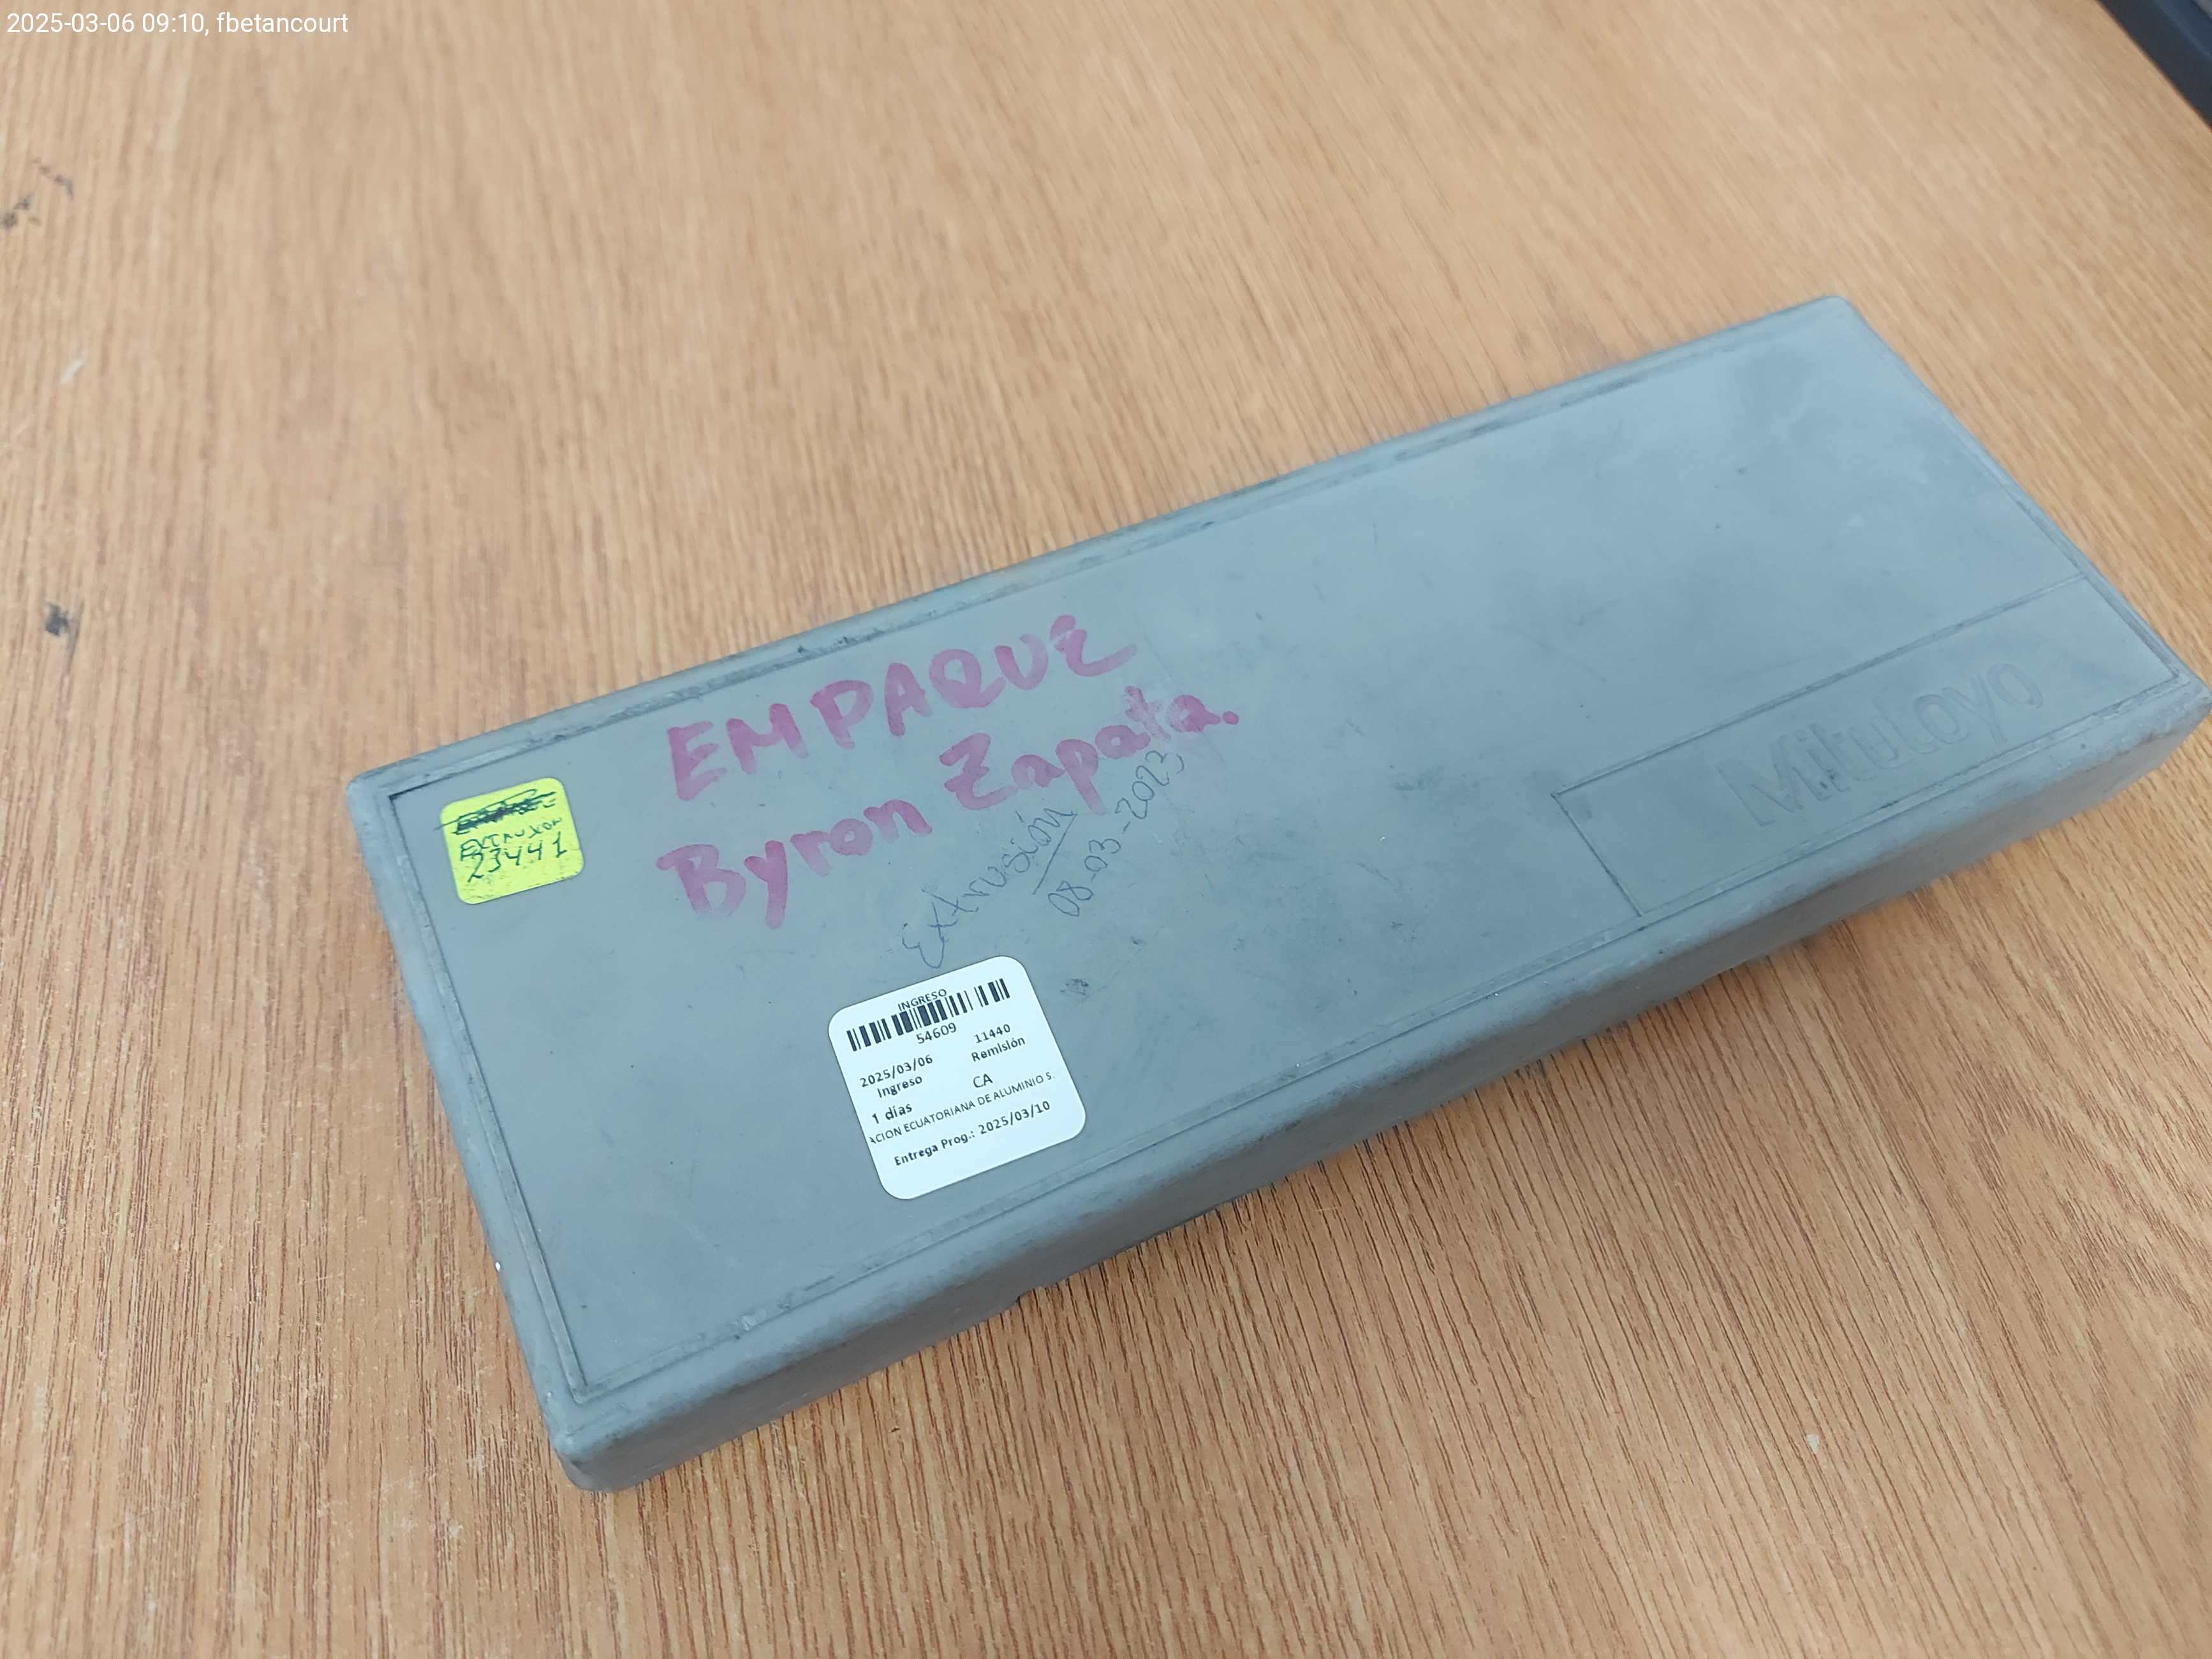 2025-03-06 09:10, fbetancourt
EMPAQUE
Byron Zapata.
Extrusión
08-03-2023
EXTRUXON
23441
Mitutoyo
INGRESO
54609
2025/03/06 11440
Ingreso Remisión
1 días CA
ACION ECUATORIANA DE ALUMINIO S.
Entrega Prog.: 2025/03/10